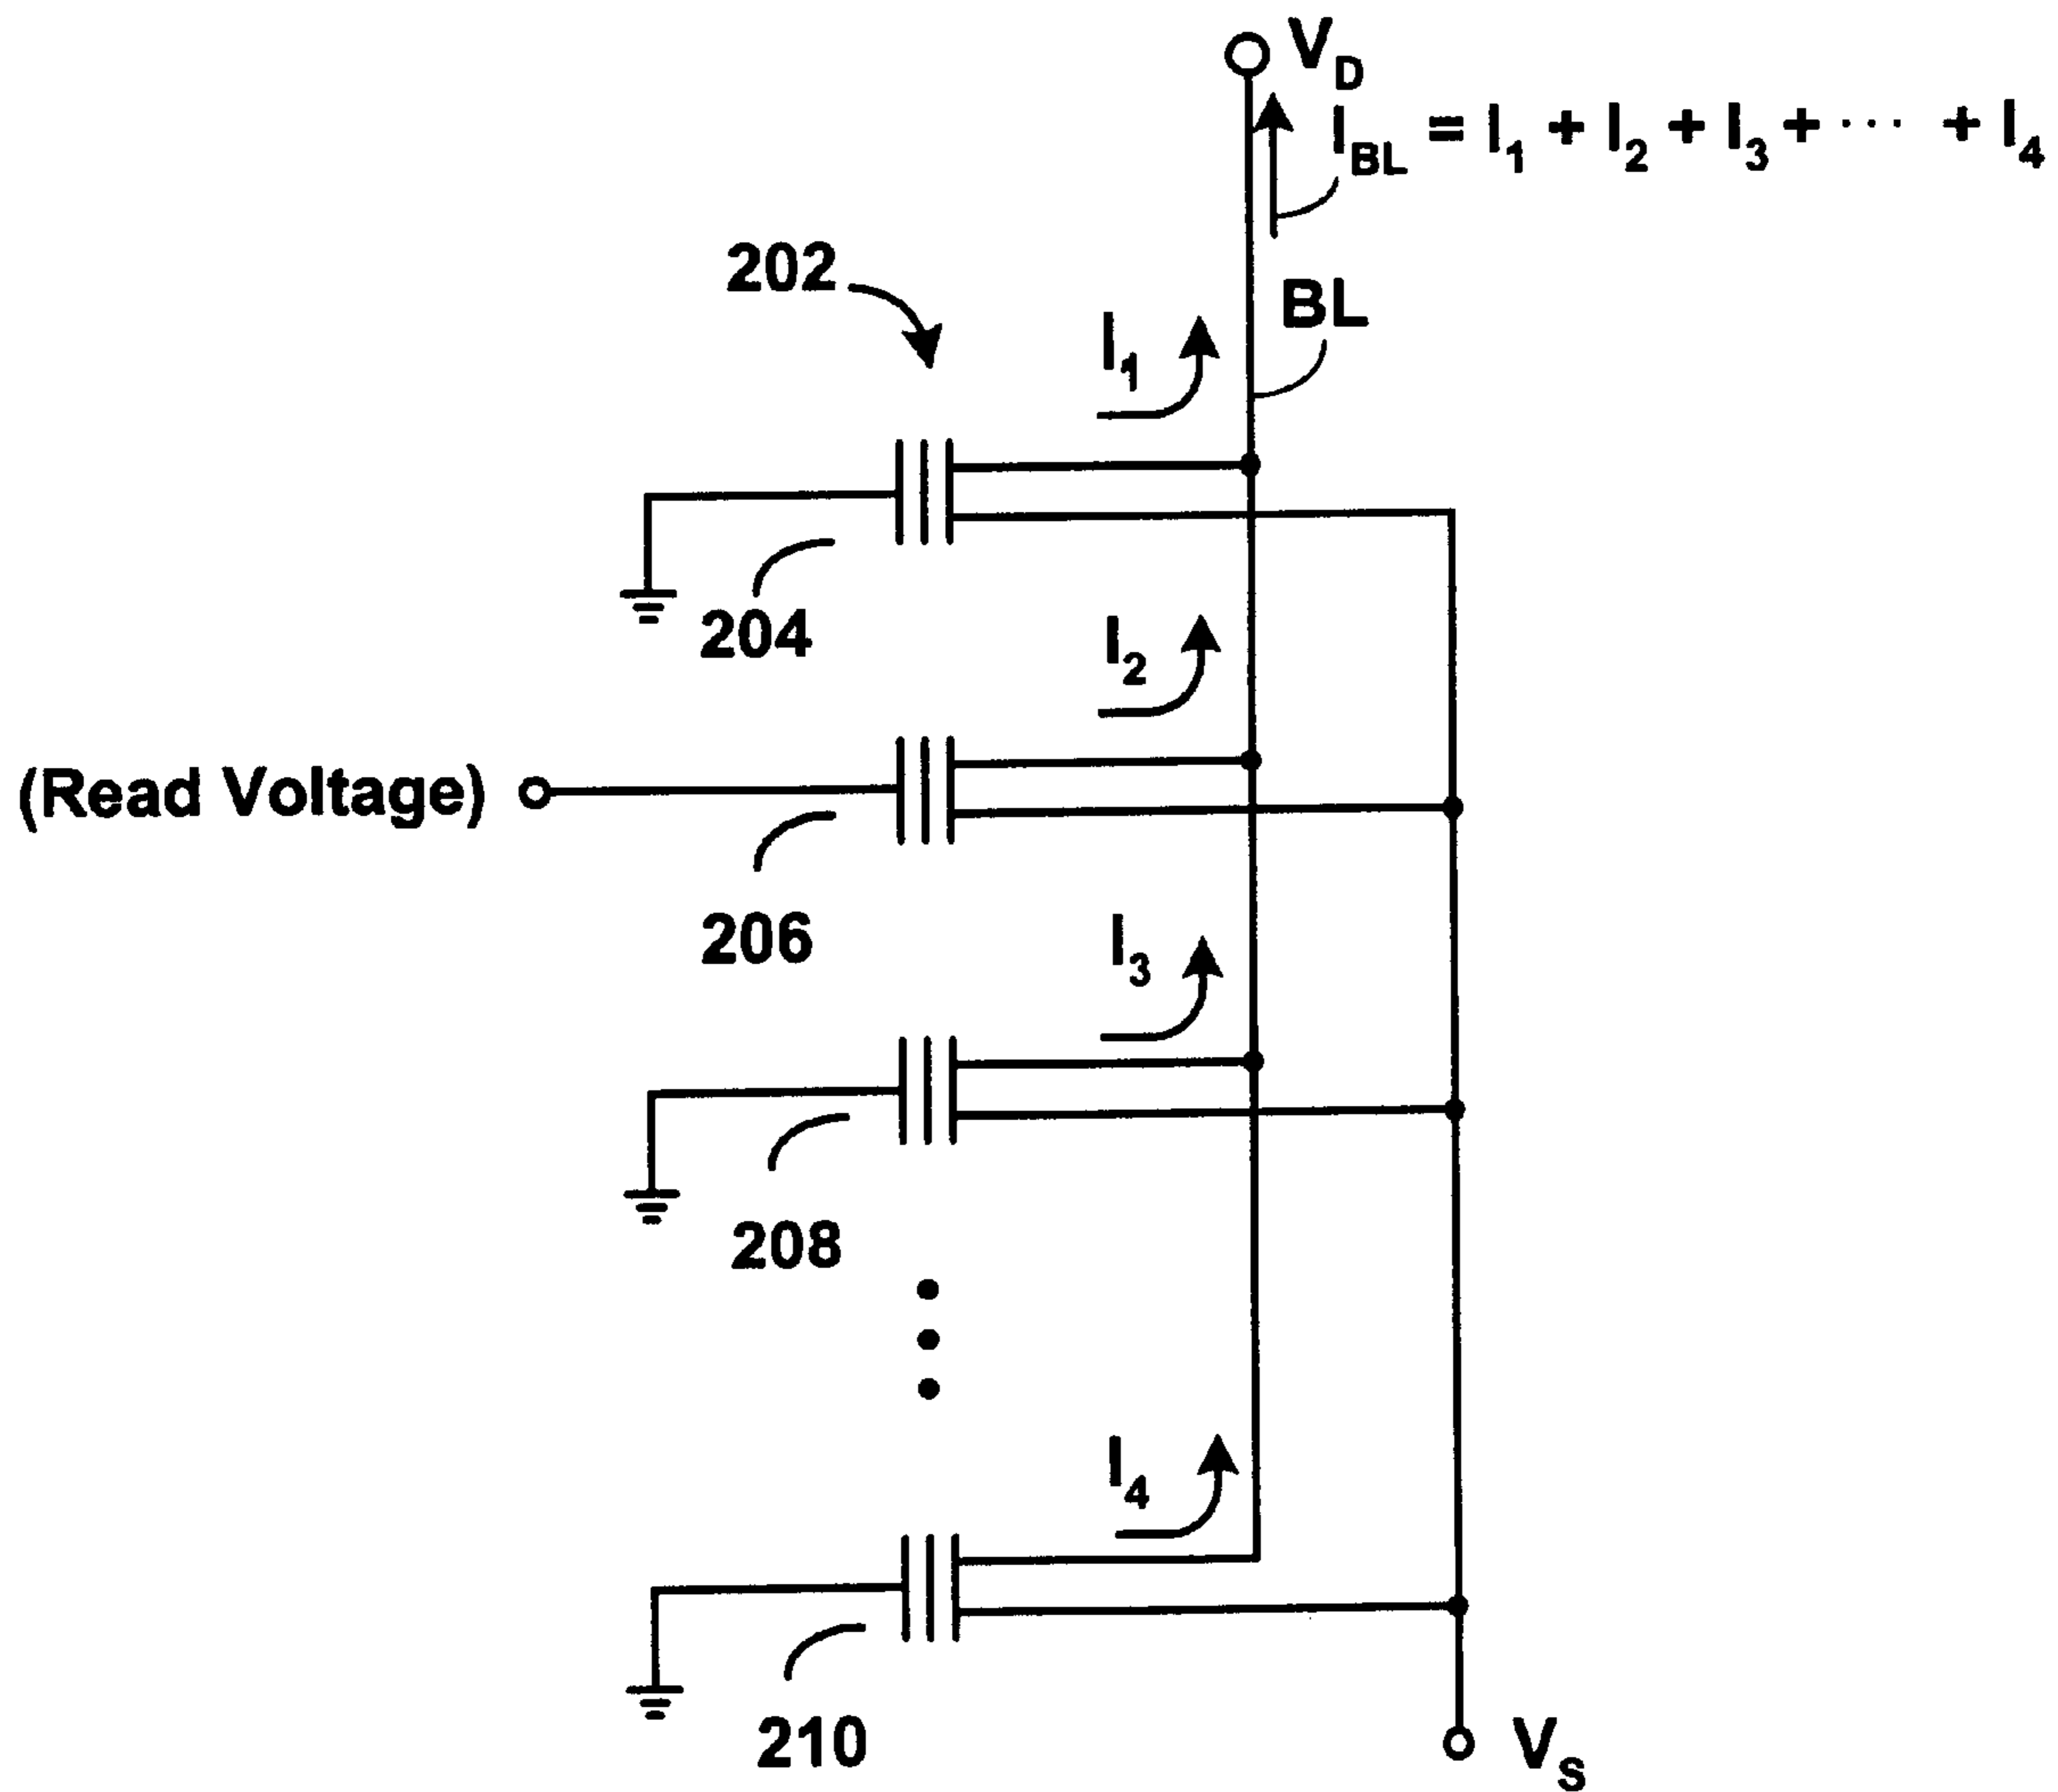 V_D
I_BL = I_1 + I_2 + I_3 + ··· + I_4
202
BL
I_1
204
I_2
(Read Voltage)
206
I_3
208
I_4
210
V_S